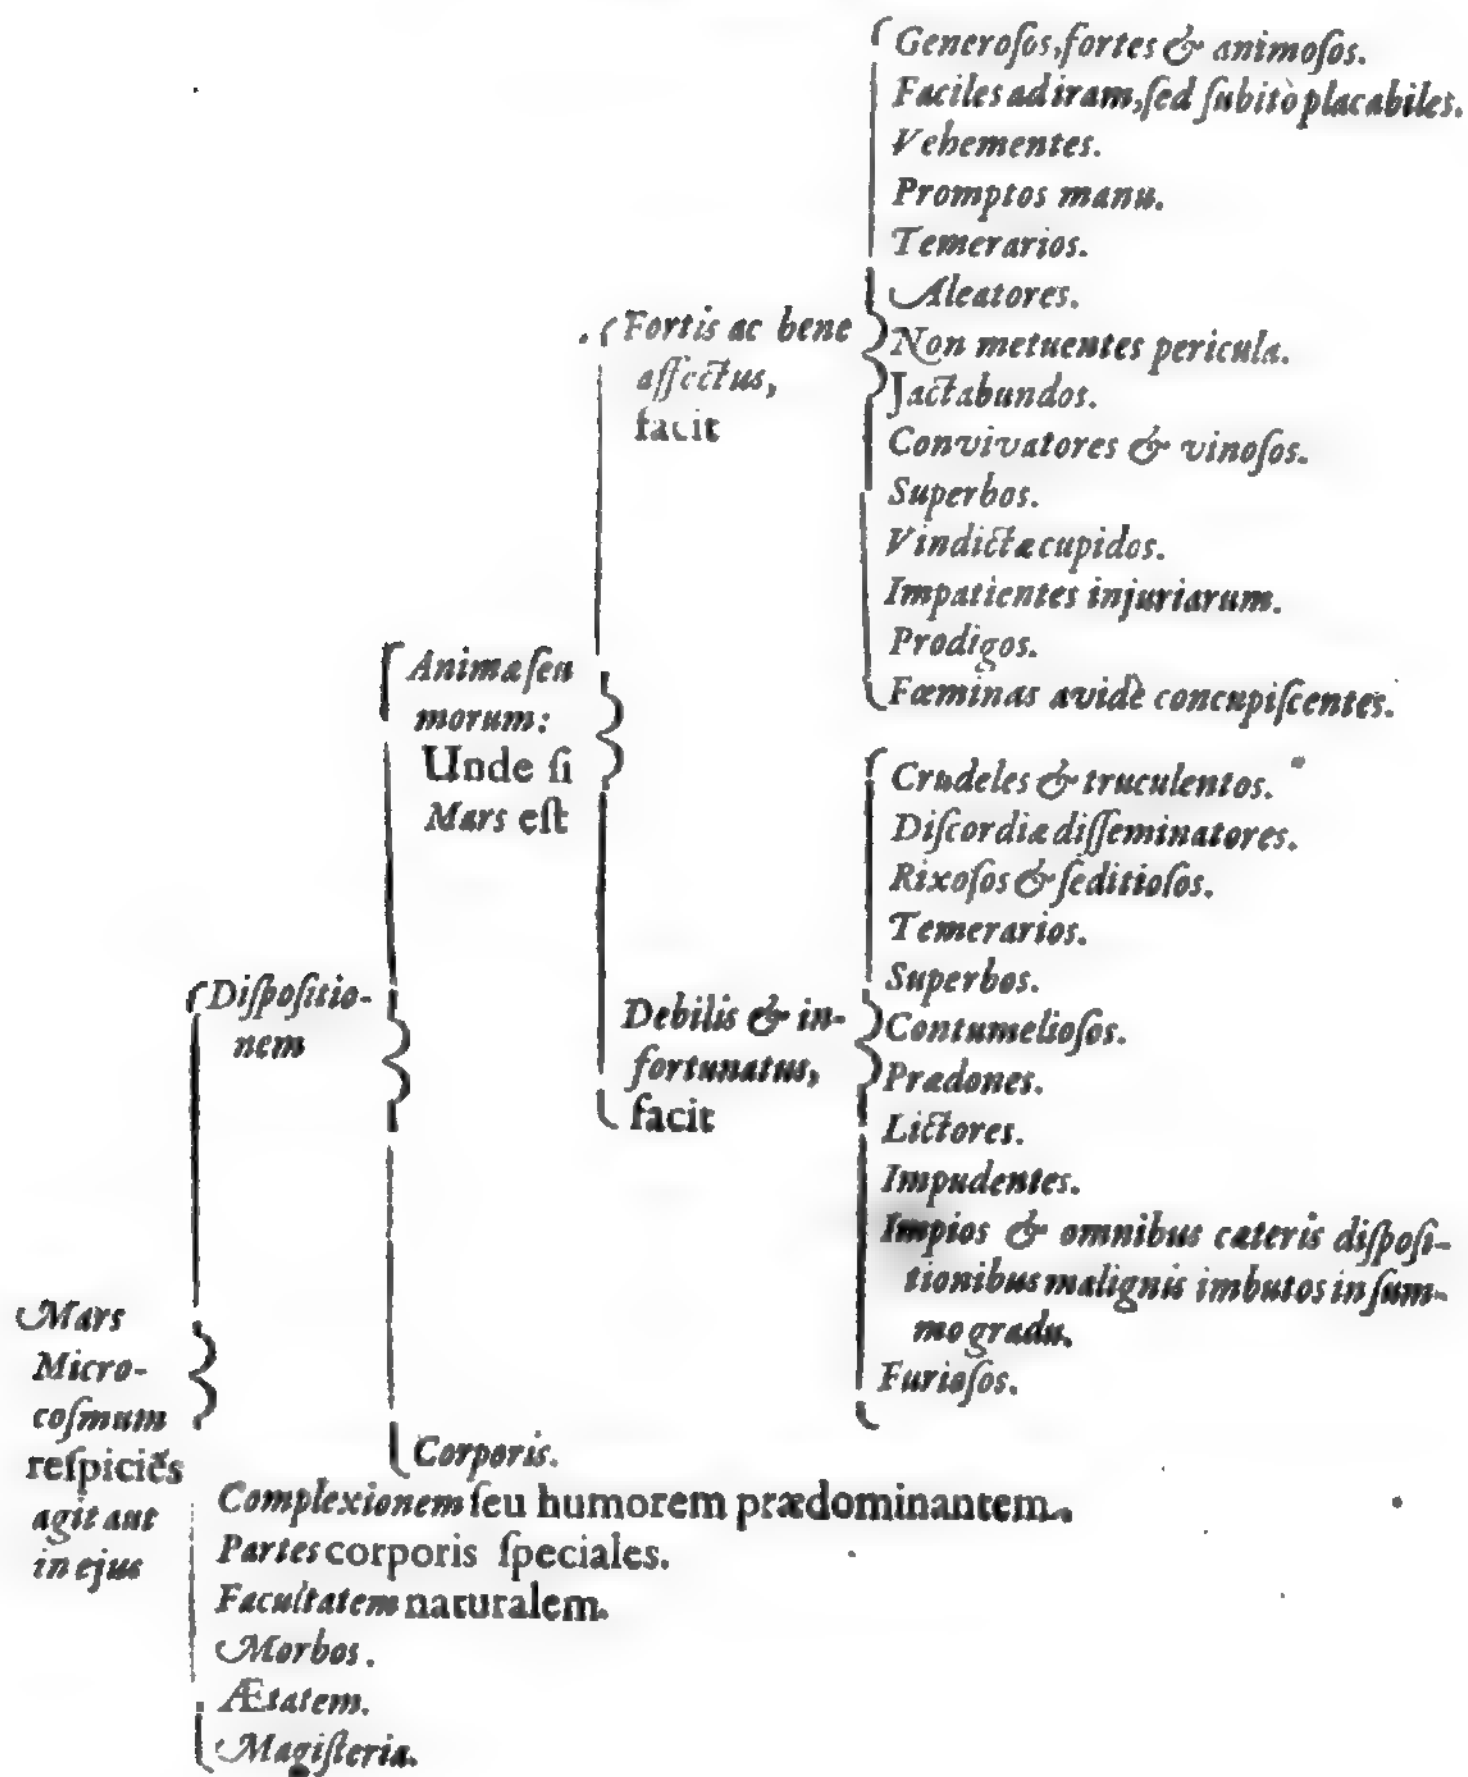 Mars
Micro-
coſmum
reſpiciẽs
agit aut
in ejus
Diſpoſitio-
nem
Animæ ſeu
morum:
Unde ſi
Mars eſt
Fortis ac bene
affectus,
facit
Generoſos, fortes & animoſos.
Faciles ad iram, ſed ſubitò placabiles.
Vehementes.
Promptos manu.
Temerarios.
Aleatores.
Non metuentes pericula.
Jactabundos.
Convivatores & vinoſos.
Superbos.
Vindictæ cupidos.
Impatientes injuriarum.
Prodigos.
Fœminas avidè concupiſcentes.
Debilis & in-
fortunatus,
facit
Crudeles & truculentos.
Diſcordiæ diſſeminatores.
Rixoſos & ſeditioſos.
Temerarios.
Superbos.
Contumelioſos.
Prædones.
Lictores.
Impudentes.
Impios & omnibus cæteris diſpoſi-
tionibus malignis imbutos in ſum-
mo gradu.
Furioſos.
Corporis.
Complexionem ſeu humorem prædominantem.
Partes corporis ſpeciales.
Facultatem naturalem.
Morbos.
Ætatem.
Magiſteria.